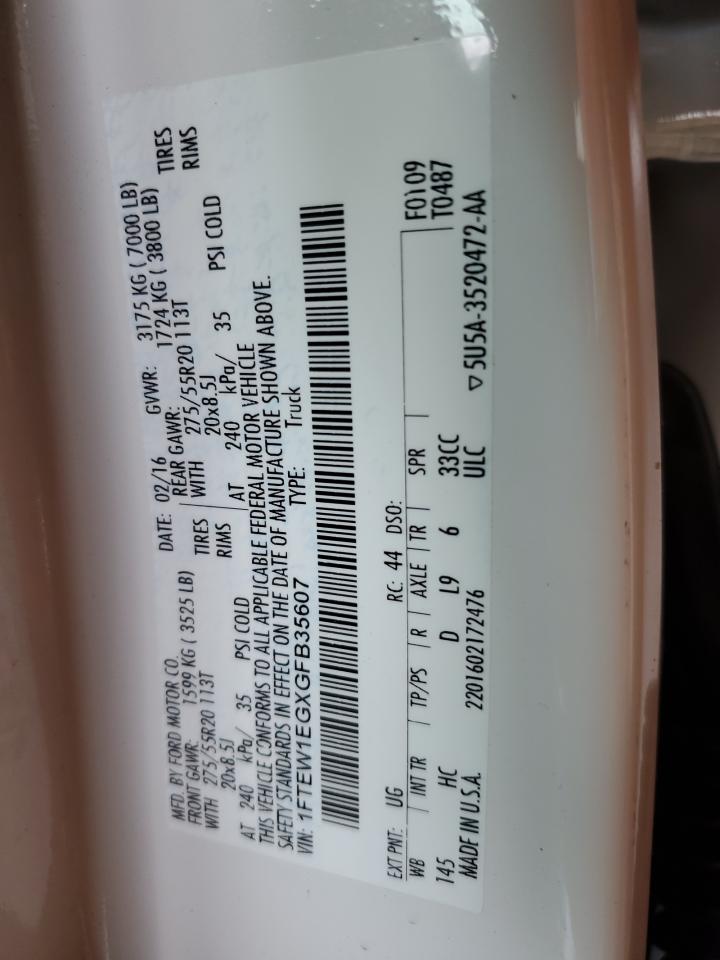 MFD. BY FORD MOTOR CO. DATE: 02/16 GVWR: 3175 KG ( 7000 LB)
FRONT GAWR: 1599 KG ( 3525 LB) REAR GAWR: 1724 KG ( 3800 LB)
WITH 275/55R20 113T TIRES WITH 275/55R20 113T TIRES
20x8.5J RIMS 20x8.5J RIMS
AT 240 kPa/ 35 PSI COLD AT 240 kPa/ 35 PSI COLD
THIS VEHICLE CONFORMS TO ALL APPLICABLE FEDERAL MOTOR VEHICLE
SAFETY STANDARDS IN EFFECT ON THE DATE OF MANUFACTURE SHOWN ABOVE.
VIN: 1FTEW1EGXGFB35607 TYPE: Truck
EXT PNT: UG RC: 44 DSO: F0109
WB INT TR TP/PS R AXLE TR SPR T0487
145 HC D L9 6 33CC
MADE IN U.S.A. 2201602172476 ULC ▽5U5A-3520472-AA